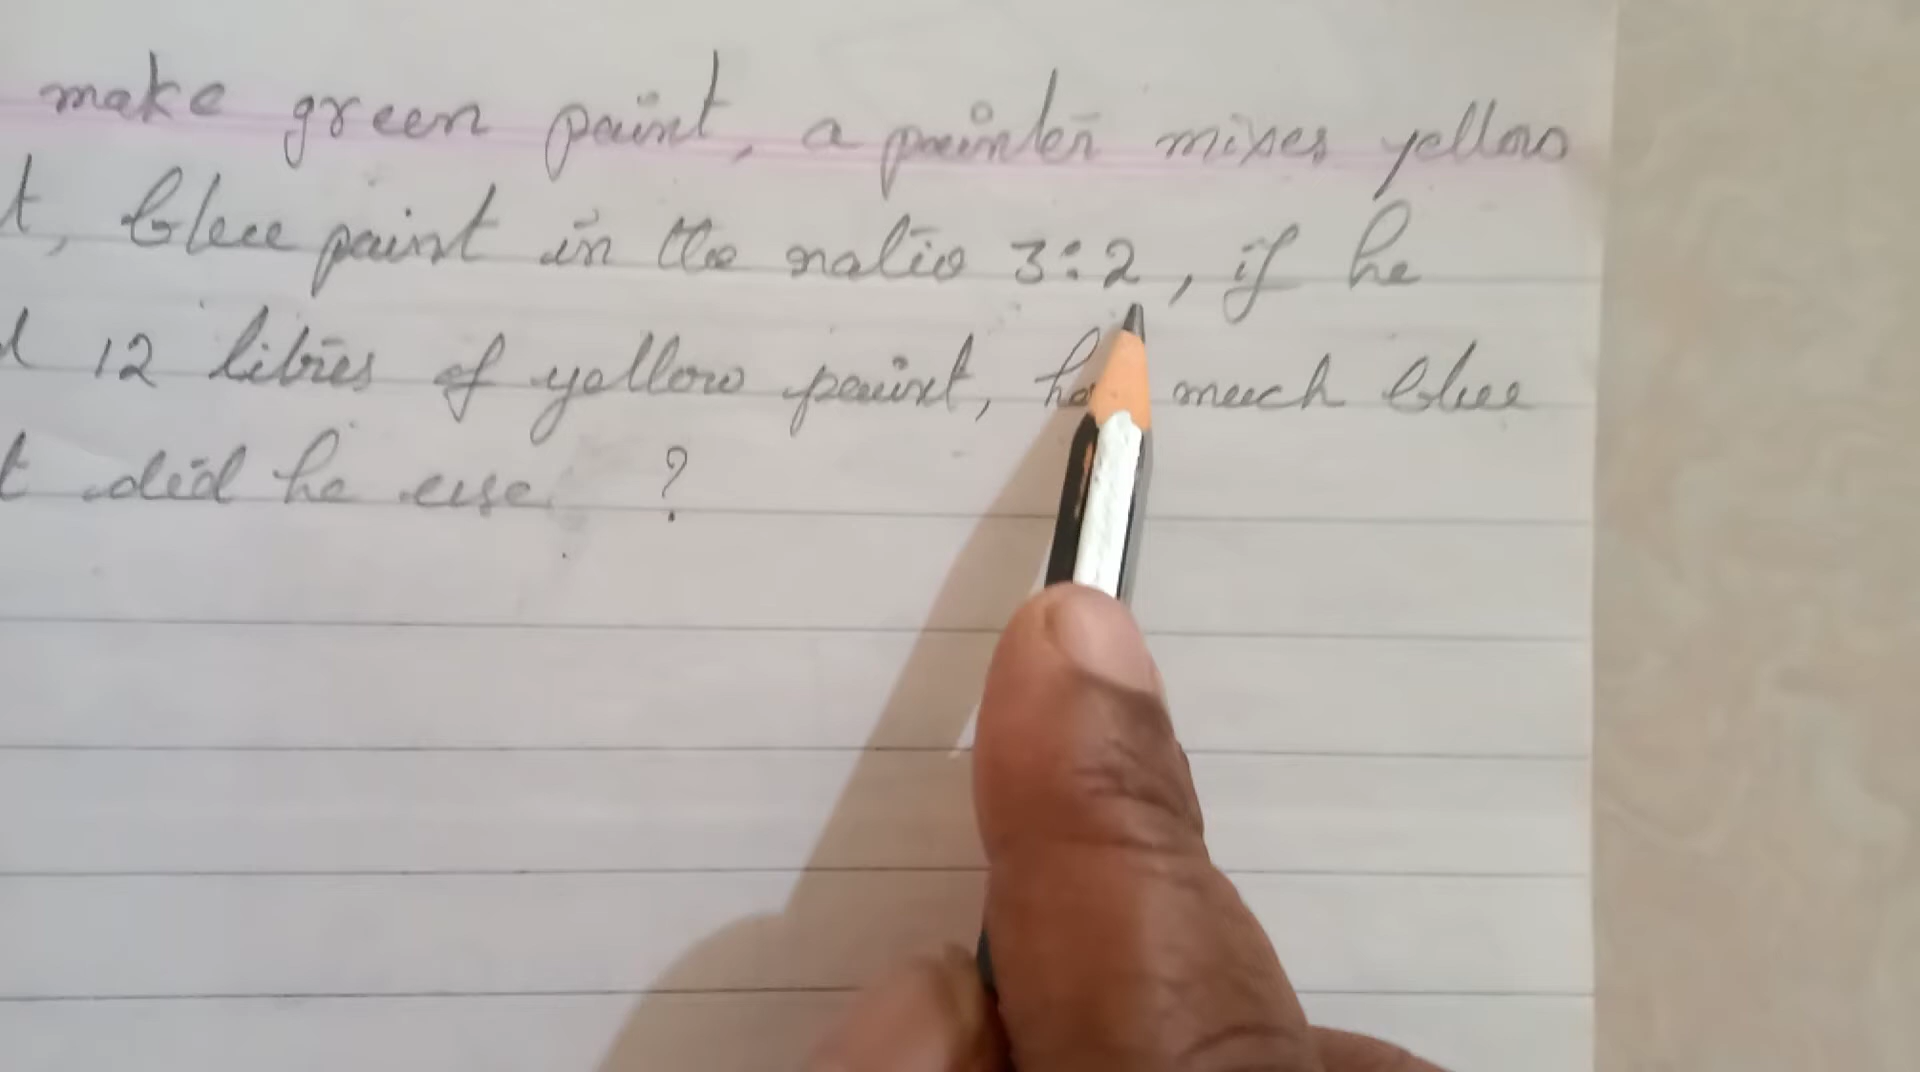 make green paint, a painter mixes yellow
t, blue paint in the ratio 3:2, if he
d 12 litres of yellow paint, how much blue
t did he use ?